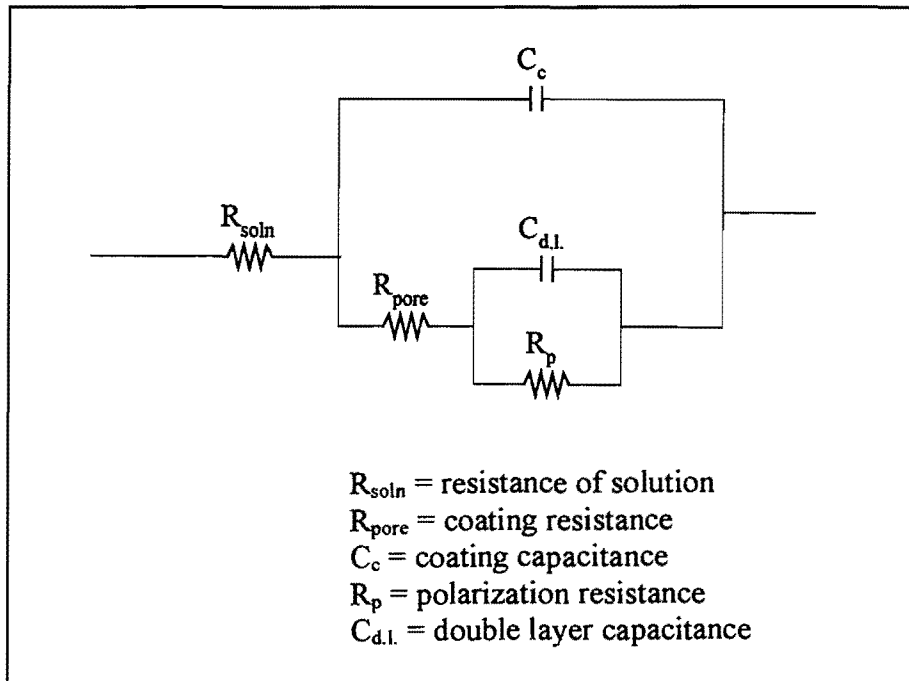 C_c
R_soln
C_d.l.
R_pore
R_p
R_soln = resistance of solution
R_pore = coating resistance
C_c = coating capacitance
R_p = polarization resistance
C_d.l. = double layer capacitance